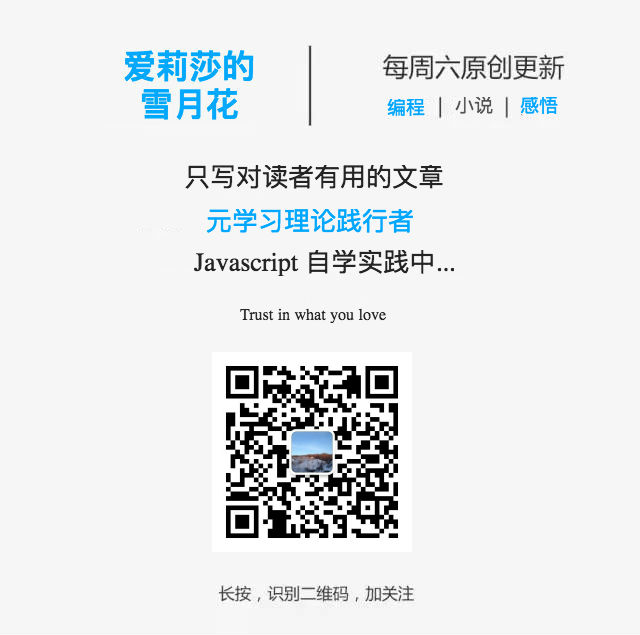 爱莉莎的
雪月花
每周六原创更新
编程 | 小说 | 感悟
只写对读者有用的文章
元学习理论践行者
Javascript 自学实践中...
Trust in what you love
长按，识别二维码，加关注